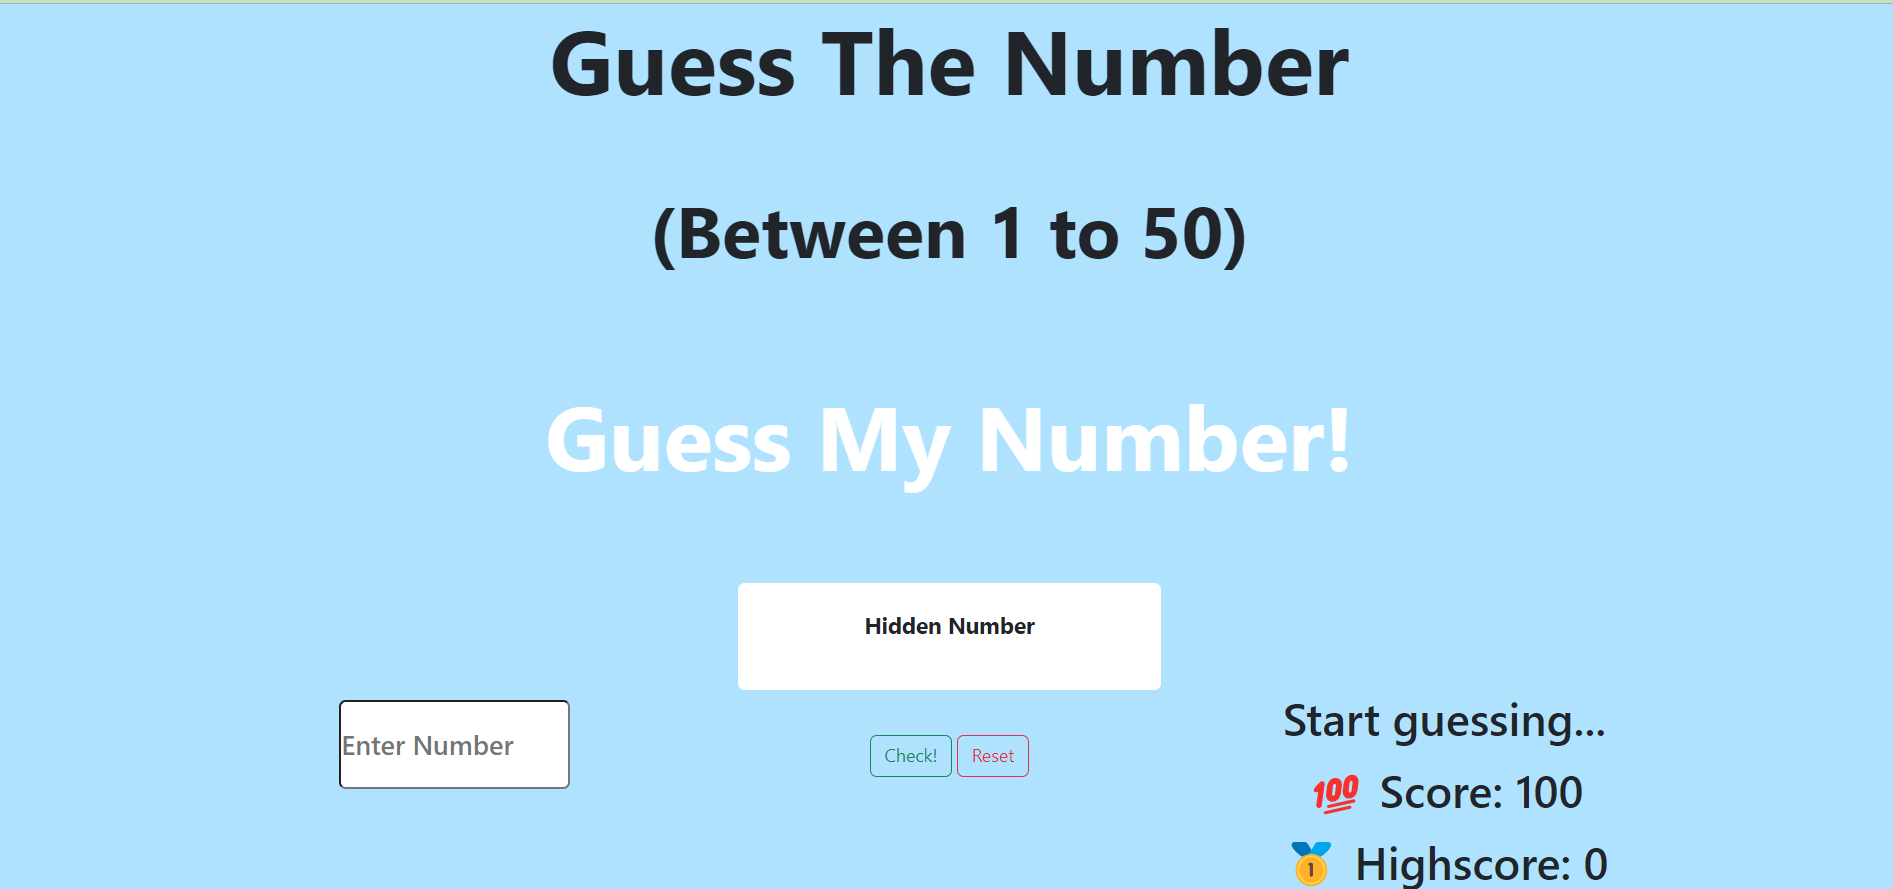 Guess The Number
(Between 1 to 50)
Guess My Number!
Hidden Number
Enter Number
Check!
Reset
Start guessing...
💯 Score: 100
🥇 Highscore: 0